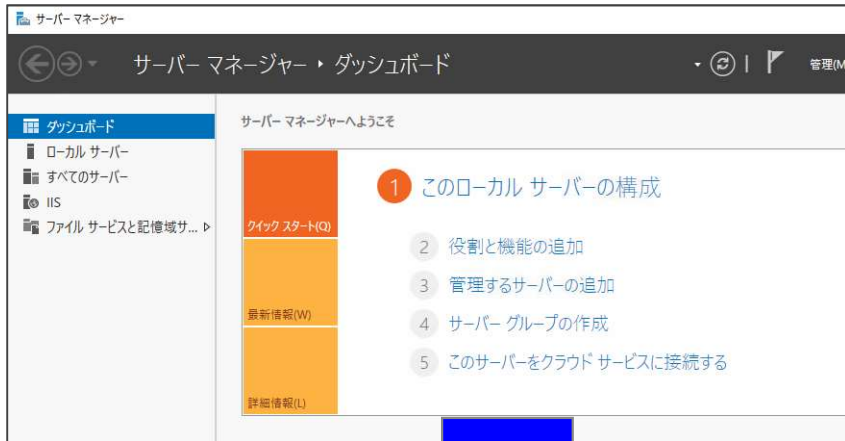 サーバー マネージャー
サーバー マネージャー ・ ダッシュボード
管理(M
ダッシュボード
ローカル サーバー
すべてのサーバー
IIS
ファイル サービスと記憶域サ...
サーバー マネージャーへようこそ
クイック スタート(Q)
最新情報(W)
詳細情報(L)
1 このローカル サーバーの構成
2 役割と機能の追加
3 管理するサーバーの追加
4 サーバー グループの作成
5 このサーバーをクラウド サービスに接続する